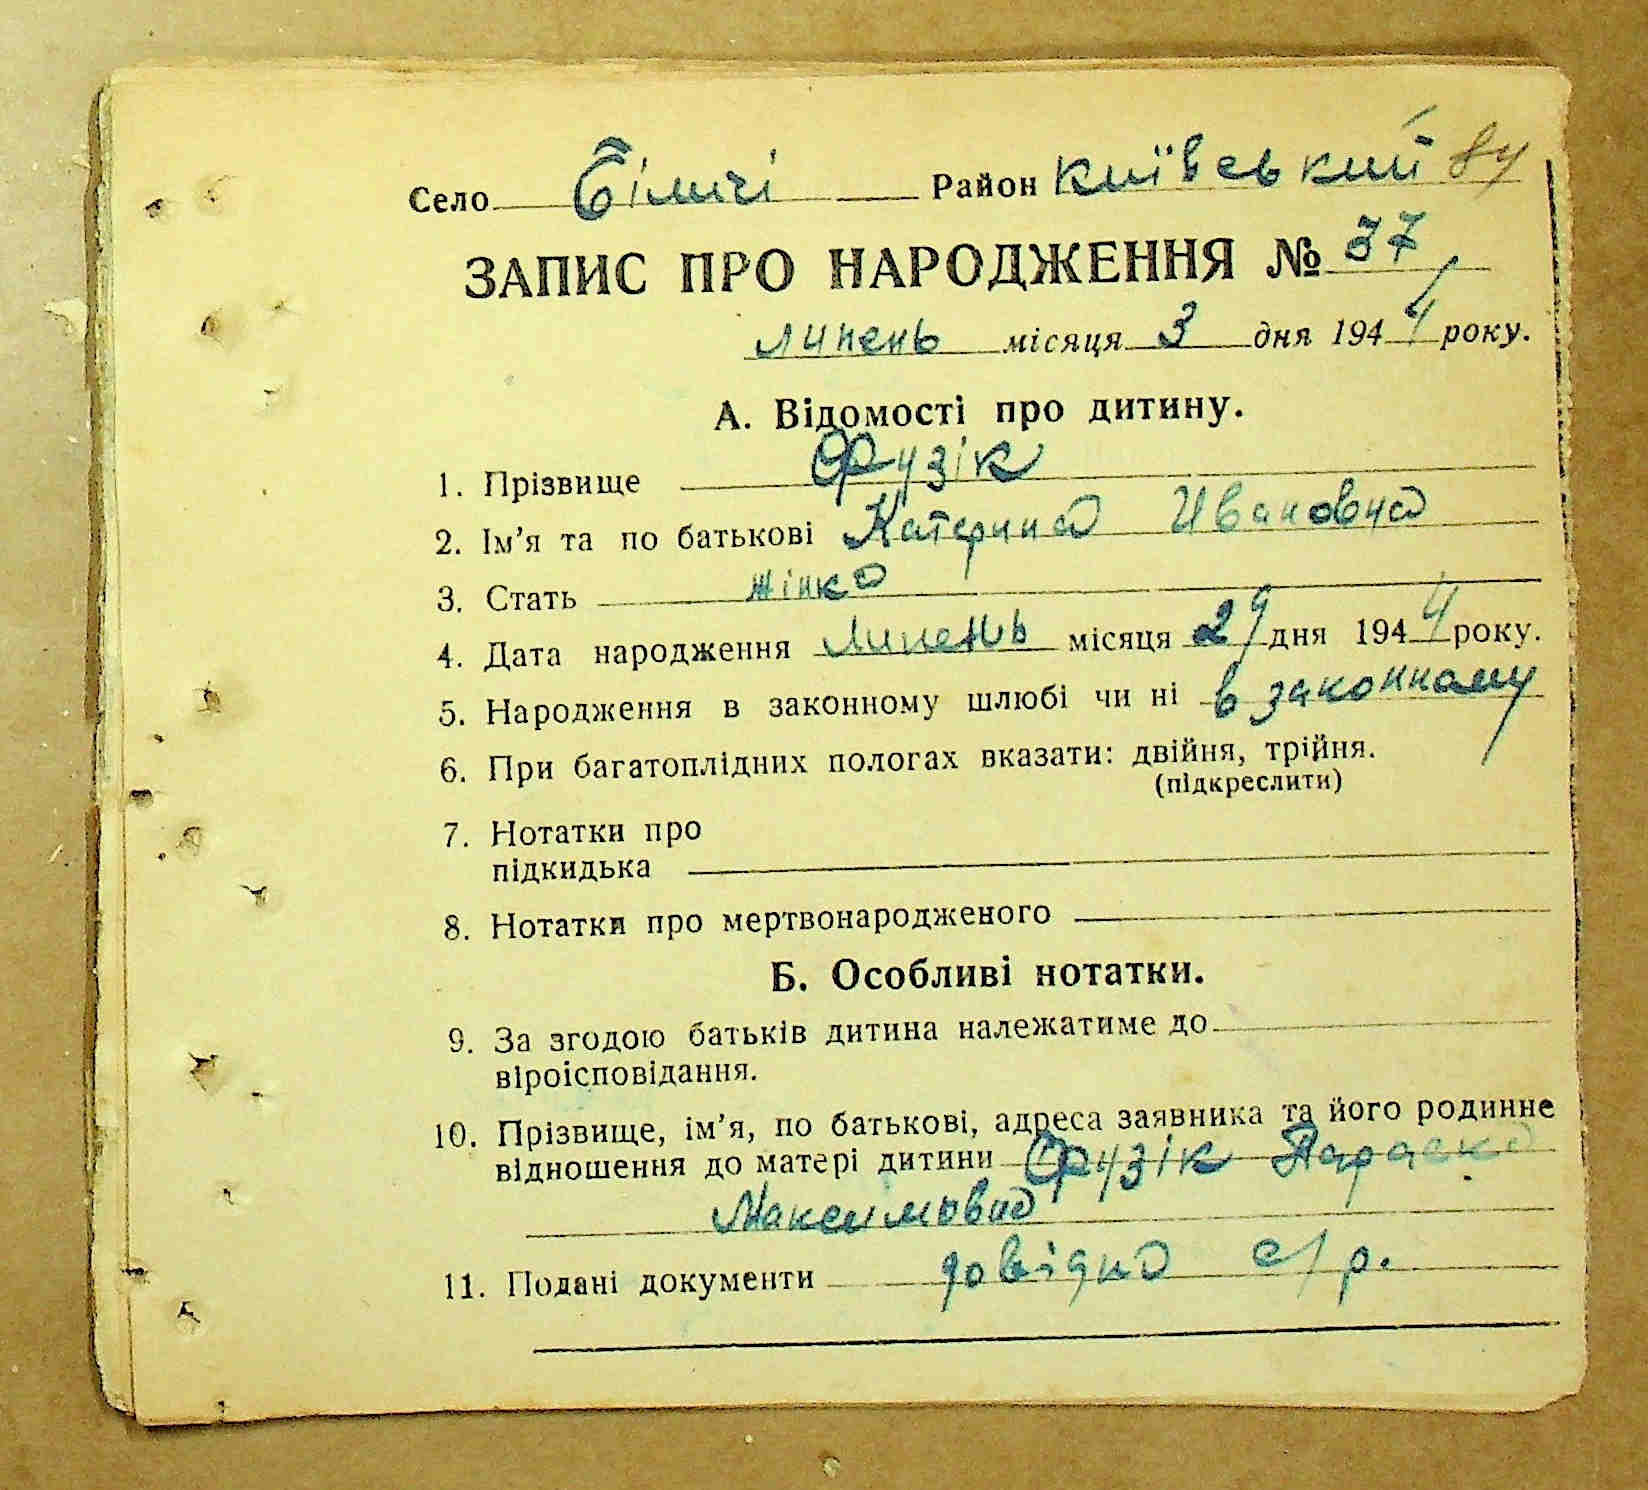 Село Біличі Район Київський 84
ЗАПИС ПРО НАРОДЖЕННЯ № 37
липень місяця 3 дня 1944 року.
А. Відомості про дитину.
1. Прізвище Фузік
2. Ім'я та по батькові Катерина Ивановна
3. Стать жінка
4. Дата народження липень місяця 29 дня 1944 року.
5. Народження в законному шлюбі чи ні в законному
6. При багатоплідних пологах вказати: двійня, трійня.
(підкреслити)
7. Нотатки про
підкидька
8. Нотатки про мертвонародженого
Б. Особливі нотатки.
9. За згодою батьків дитина належатиме до
віроісповідання.
10. Прізвище, ім'я, по батькові, адреса заявника та його родинне
відношення до матері дитини Фузік Параска
Максимовна
11. Подані документи довідка с/р.